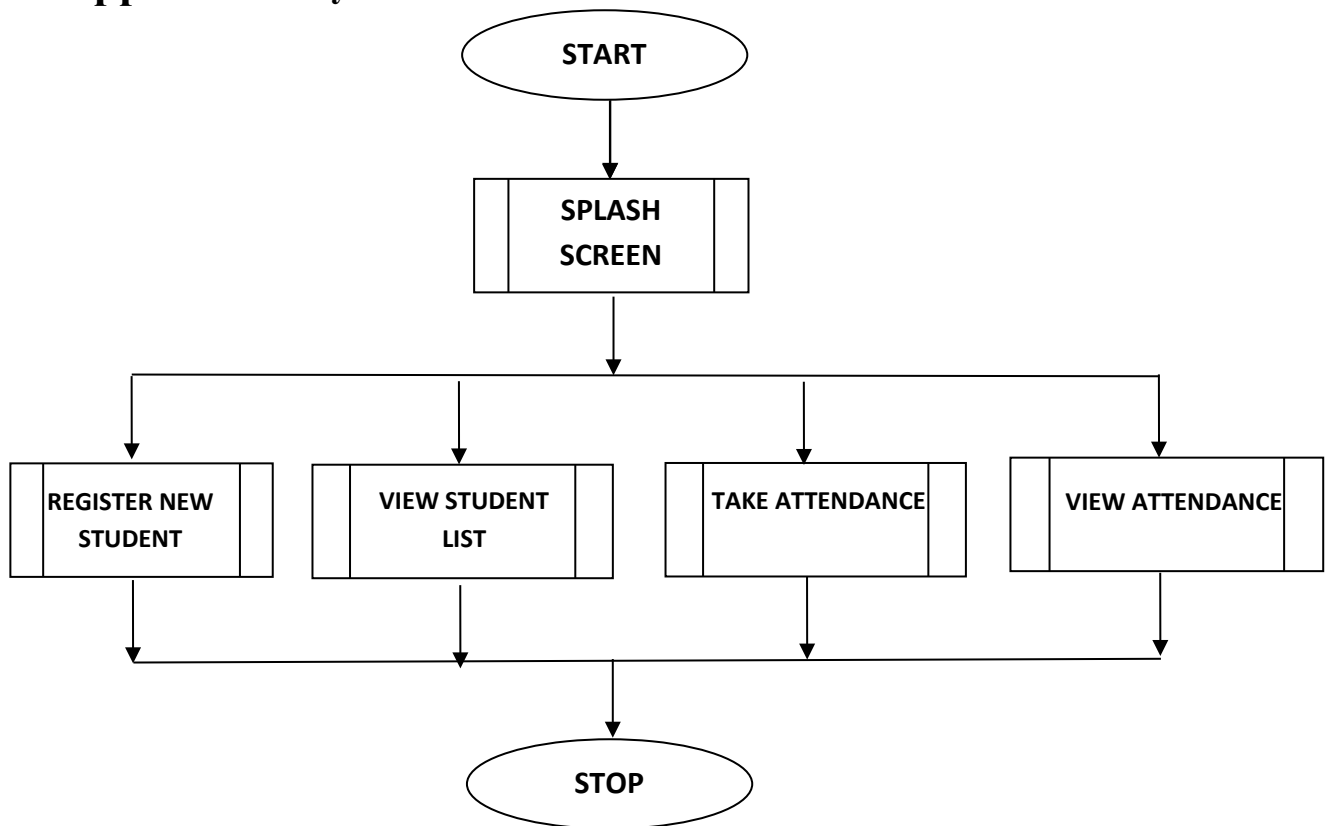 START
SPLASH
SCREEN
REGISTER NEW
STUDENT
VIEW STUDENT
LIST
TAKE ATTENDANCE
VIEW ATTENDANCE
STOP